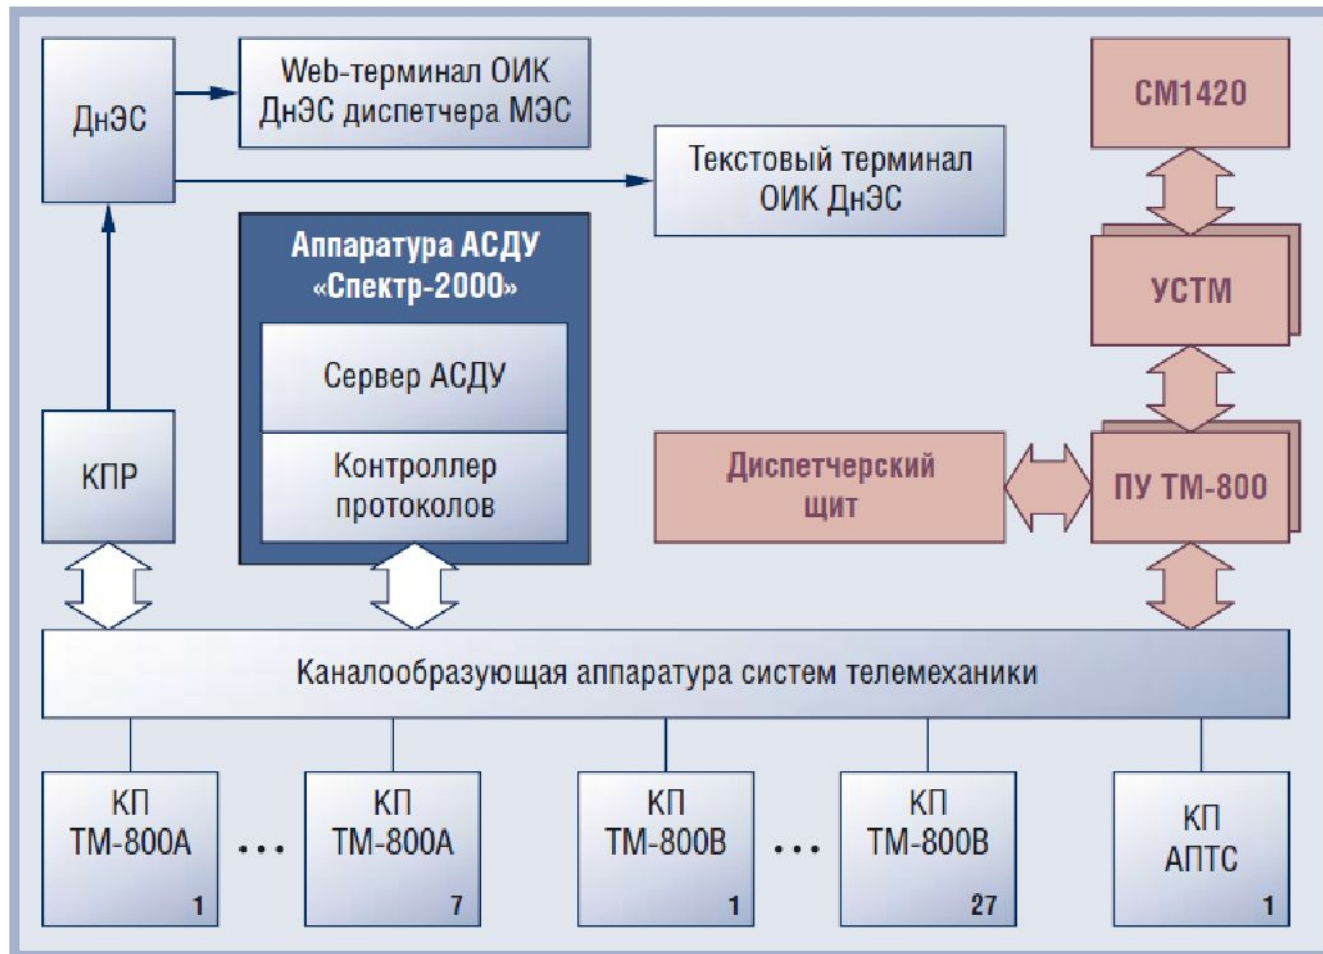 ДнЭС
Web-терминал ОИК
ДнЭС диспетчера МЭС
СМ1420
Текстовый терминал
ОИК ДнЭС
Аппаратура АСДУ
«Спектр-2000»
УСТМ
Сервер АСДУ
КПР
Контроллер
протоколов
Диспетчерский
щит
ПУ ТМ-800
Каналообразующая аппаратура систем телемеханики
КП
ТМ-800А
1
...
КП
ТМ-800А
7
КП
ТМ-800В
1
...
КП
ТМ-800В
27
КП
АПТС
1